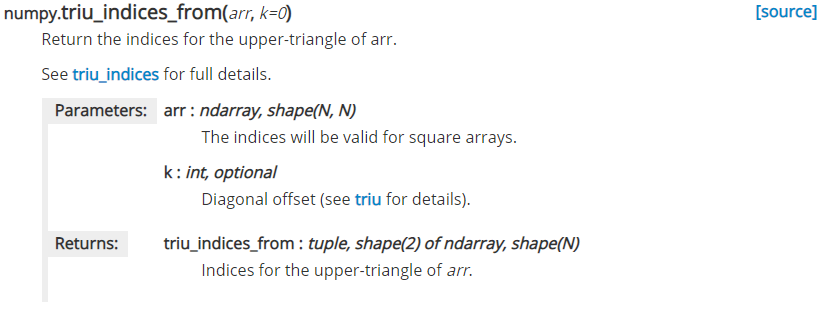 numpy.triu_indices_from(arr, k=0) [source]
Return the indices for the upper-triangle of arr.
See triu_indices for full details.
Parameters: arr : ndarray, shape(N, N)
The indices will be valid for square arrays.
k : int, optional
Diagonal offset (see triu for details).
Returns: triu_indices_from : tuple, shape(2) of ndarray, shape(N)
Indices for the upper-triangle of arr.